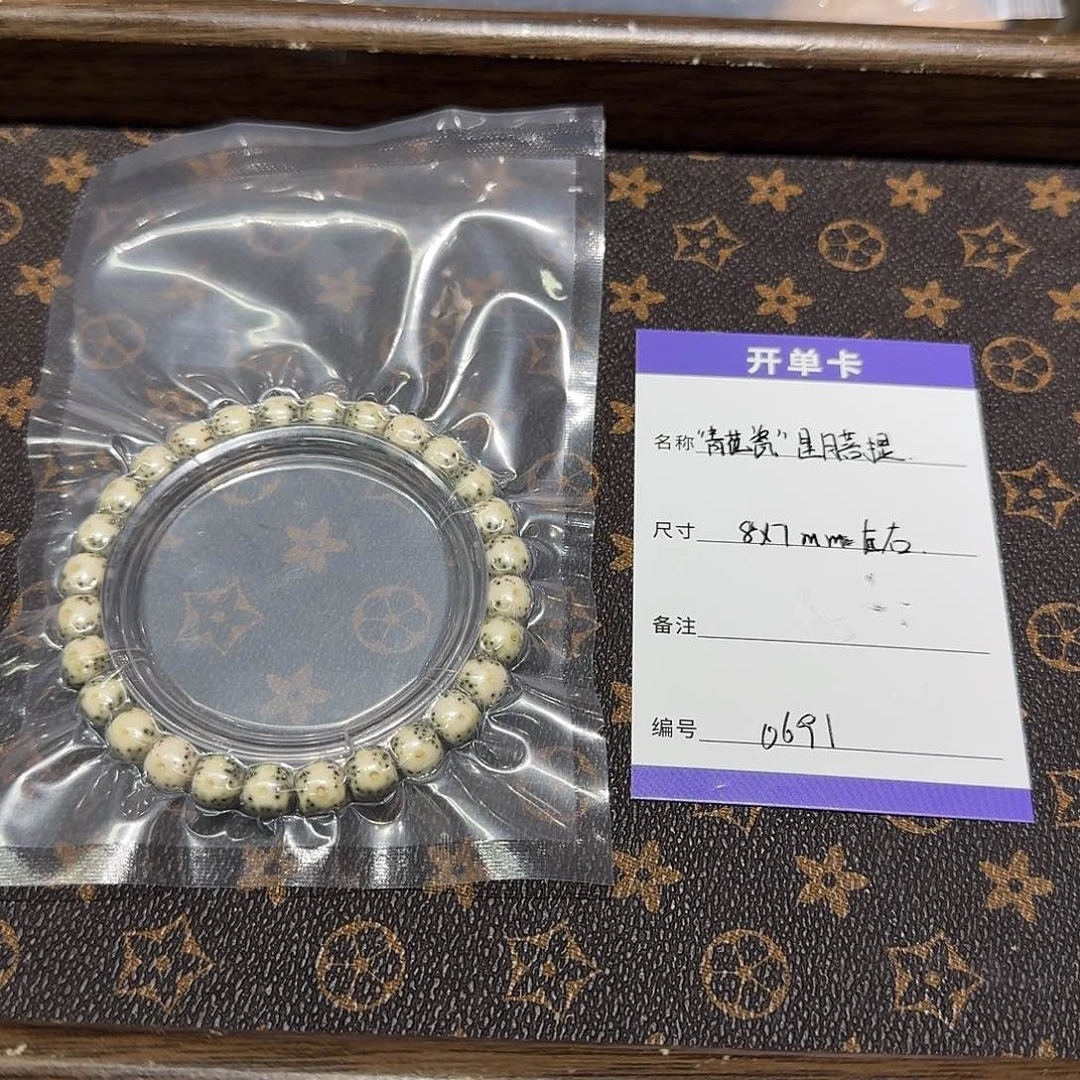 开单卡
名称 "青花瓷"星月菩提.
尺寸 8X7mm左右.
备注
编号 0691